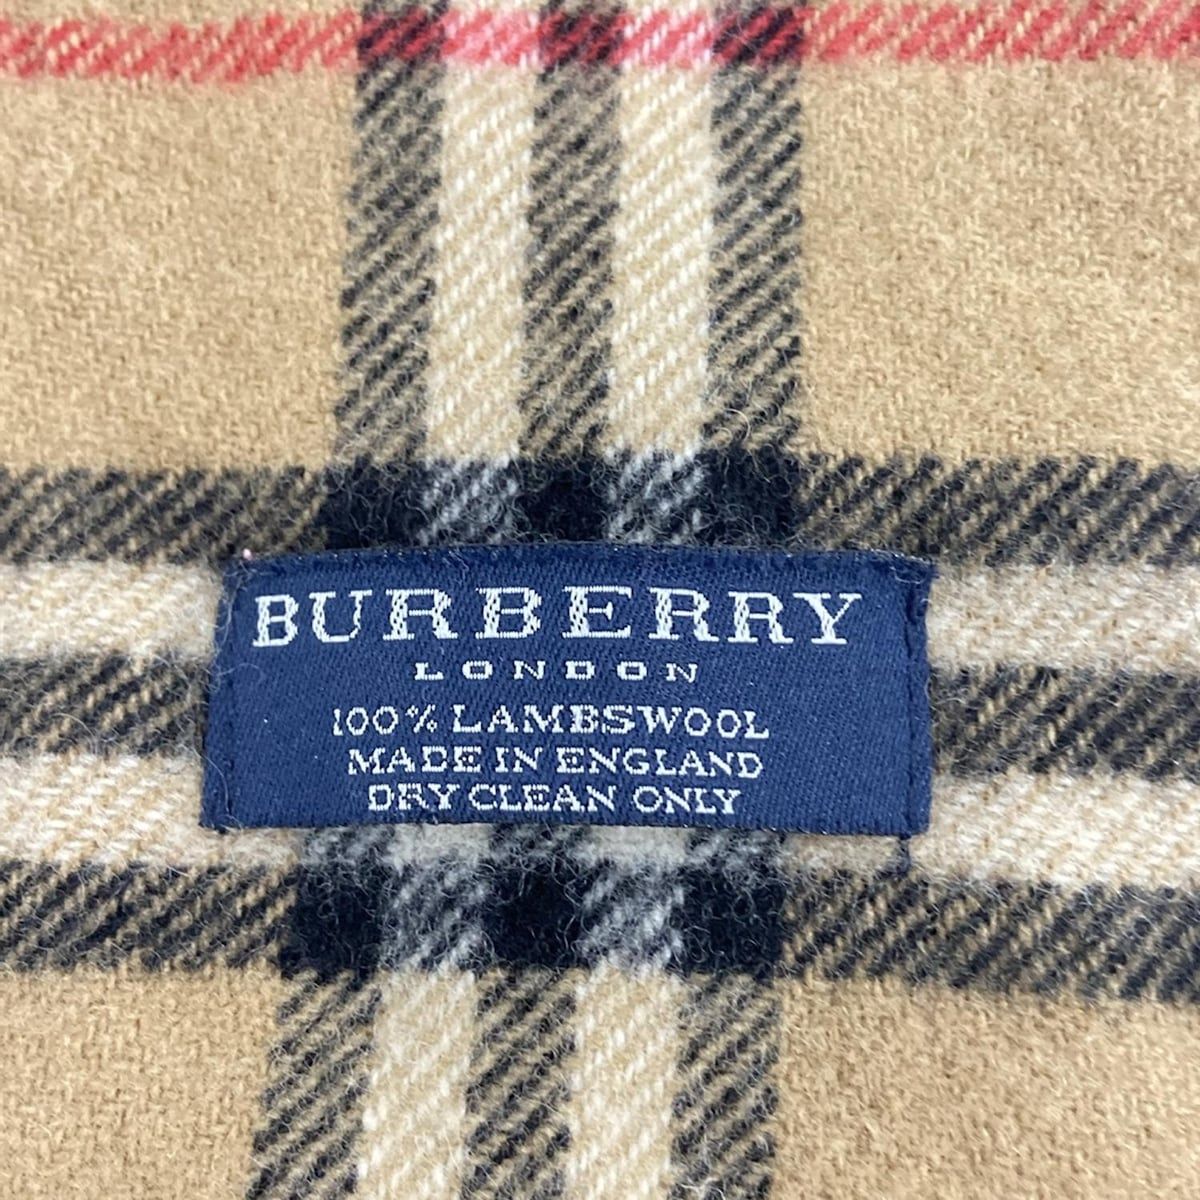 BURBERRY
LONDON
100% LAMBSWOOL
MADE IN ENGLAND
DRY CLEAN ONLY